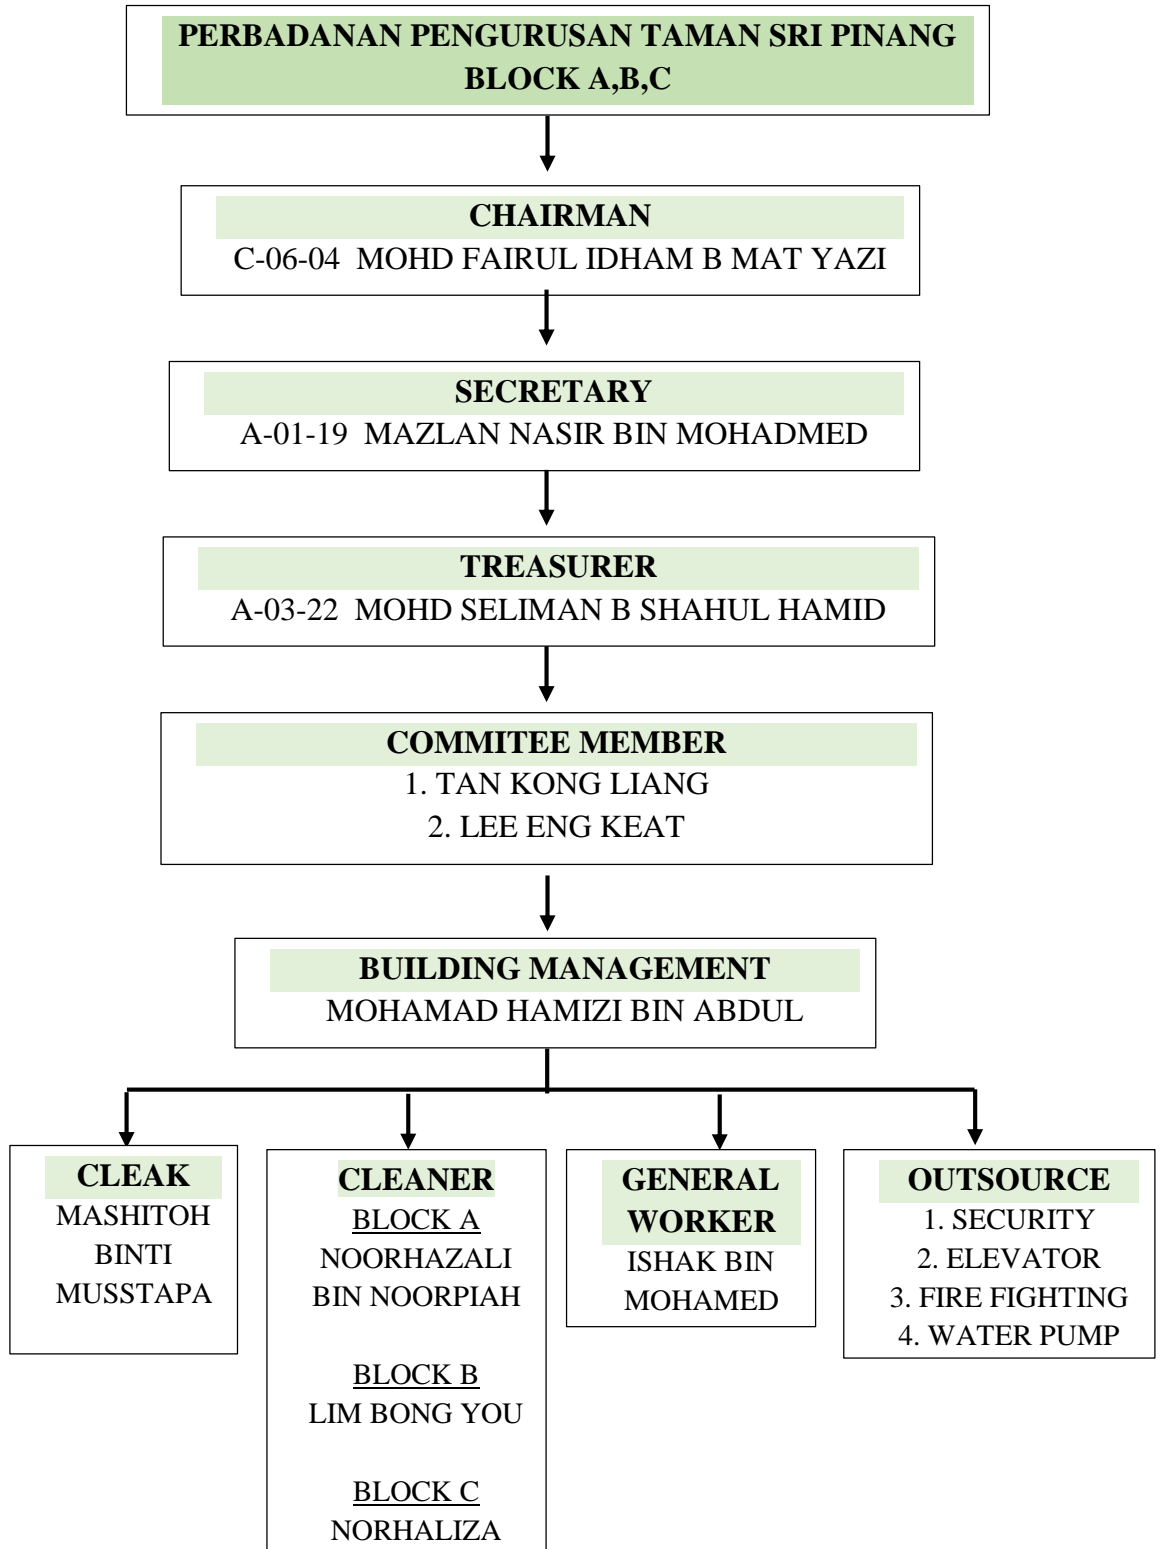 PERBADANAN PENGURUSAN TAMAN SRI PINANG
BLOCK A,B,C
CHAIRMAN
C-06-04 MOHD FAIRUL IDHAM B MAT YAZI
SECRETARY
A-01-19 MAZLAN NASIR BIN MOHADMED
TREASURER
A-03-22 MOHD SELIMAN B SHAHUL HAMID
COMMITEE MEMBER
1. TAN KONG LIANG
2. LEE ENG KEAT
BUILDING MANAGEMENT
MOHAMAD HAMIZI BIN ABDUL
CLEAK
MASHITOH
BINTI
MUSSTAPA
CLEANER
BLOCK A
NOORHAZALI
BIN NOORPIAH
BLOCK B
LIM BONG YOU
BLOCK C
NORHALIZA
GENERAL
WORKER
ISHAK BIN
MOHAMED
OUTSOURCE
1. SECURITY
2. ELEVATOR
3. FIRE FIGHTING
4. WATER PUMP